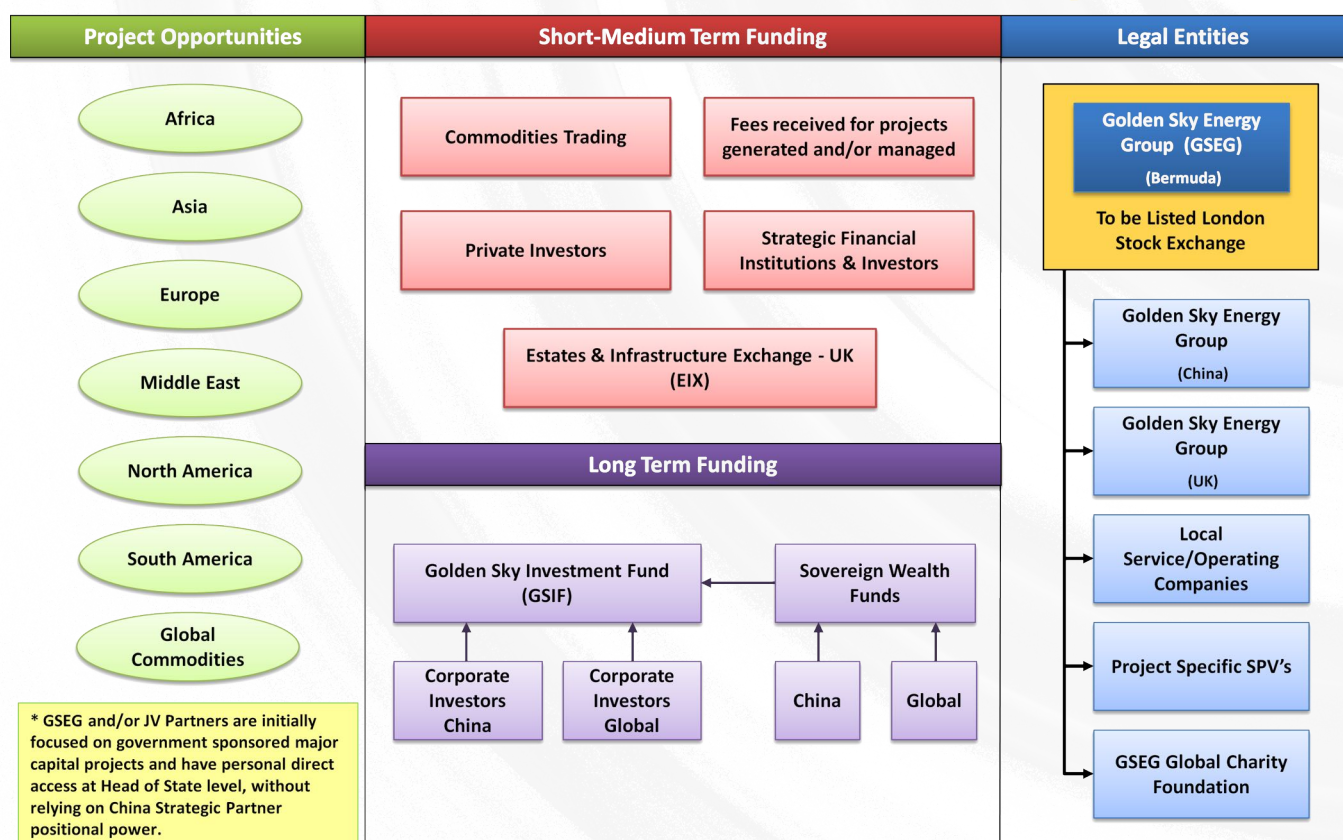 Project Opportunities
Africa
Asia
Europe
Middle East
North America
South America
Global
Commodities
* GSEG and/or JV Partners are initially
focused on government sponsored major
capital projects and have personal direct
access at Head of State level, without
relying on China Strategic Partner
positional power.
Short-Medium Term Funding
Commodities Trading
Fees received for projects
generated and/or managed
Private Investors
Strategic Financial
Institutions & Investors
Estates & Infrastructure Exchange - UK
(EIX)
Long Term Funding
Golden Sky Investment Fund
(GSIF)
Sovereign Wealth
Funds
Corporate
Investors
China
Corporate
Investors
Global
China
Global
Legal Entities
Golden Sky Energy
Group (GSEG)
(Bermuda)
To be Listed London
Stock Exchange
Golden Sky Energy
Group
(China)
Golden Sky Energy
Group
(UK)
Local
Service/Operating
Companies
Project Specific SPV’s
GSEG Global Charity
Foundation